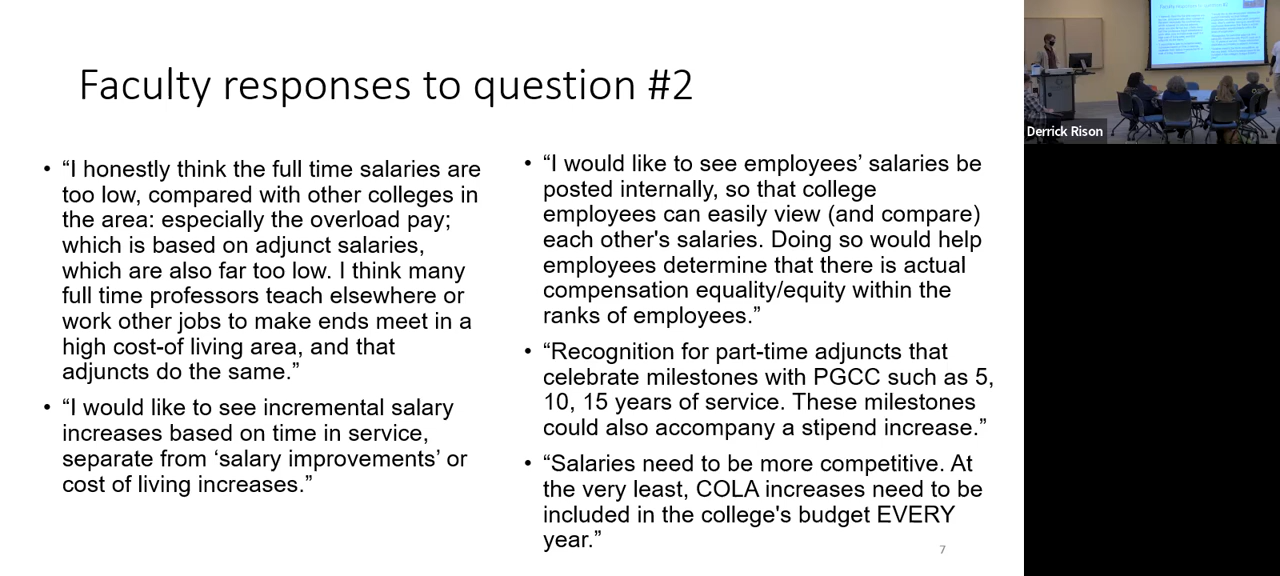 Faculty responses to question #2
• “I honestly think the full time salaries are
too low, compared with other colleges in
the area: especially the overload pay;
which is based on adjunct salaries,
which are also far too low. I think many
full time professors teach elsewhere or
work other jobs to make ends meet in a
high cost-of living area, and that
adjuncts do the same.”
• “I would like to see incremental salary
increases based on time in service,
separate from ‘salary improvements’ or
cost of living increases.”
• “I would like to see employees’ salaries be
posted internally, so that college
employees can easily view (and compare)
each other's salaries. Doing so would help
employees determine that there is actual
compensation equality/equity within the
ranks of employees.”
• “Recognition for part-time adjuncts that
celebrate milestones with PGCC such as 5,
10, 15 years of service. These milestones
could also accompany a stipend increase.”
• “Salaries need to be more competitive. At
the very least, COLA increases need to be
included in the college's budget EVERY
year.”
7
Faculty responses to question #2
Derrick Rison